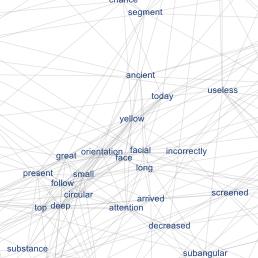 chance
segment
ancient
today
useless
yellow
orientation
facial
incorrectly
great
face
long
present
small
follow
circular
arrived
screened
top
deep
attention
decreased
substance
subangular